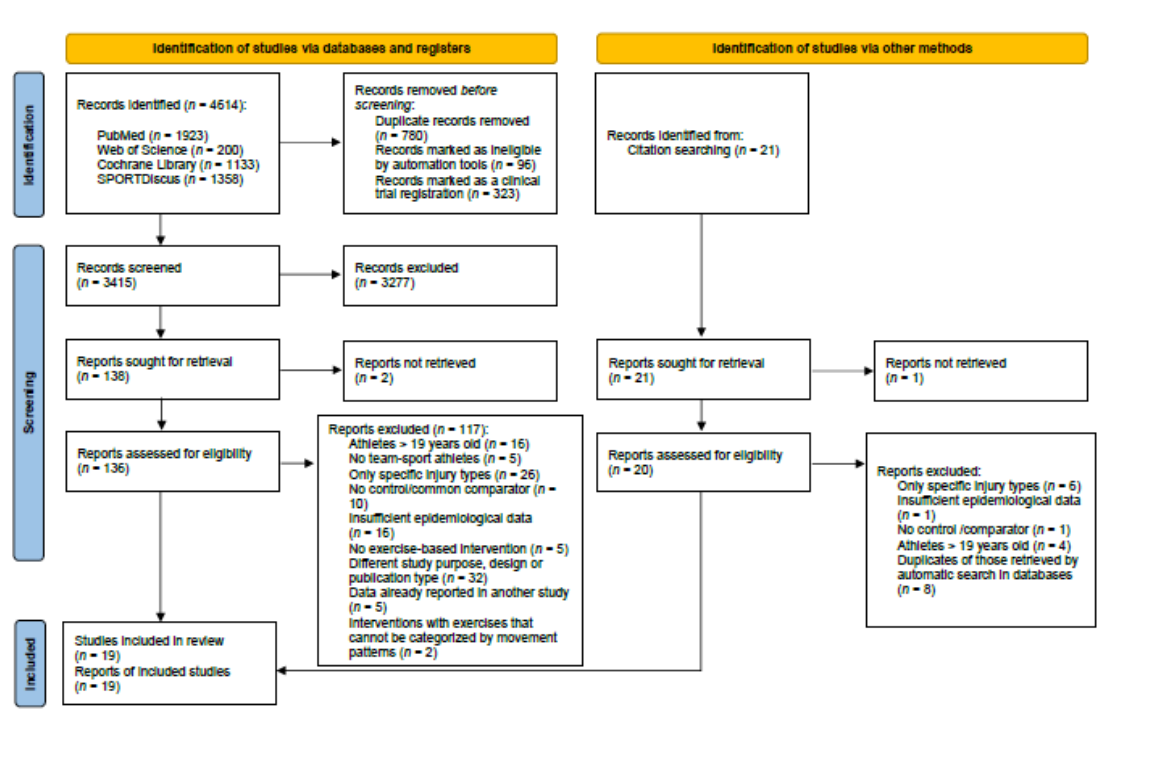 Identification of studies via databases and registers
Identification of studies via other methods
Identification
Records identified (n = 4614):
PubMed (n = 1923)
Web of Science (n = 200)
Cochrane Library (n = 1133)
SPORTDiscus (n = 1358)
Records removed before
screening:
Duplicate records removed
(n = 780)
Records marked as ineligible
by automation tools (n = 96)
Records marked as a clinical
trial registration (n = 323)
Records identified from:
Citation searching (n = 21)
Screening
Records screened
(n = 3415)
Records excluded
(n = 3277)
Reports sought for retrieval
(n = 138)
Reports not retrieved
(n = 2)
Reports sought for retrieval
(n = 21)
Reports not retrieved
(n = 1)
Reports assessed for eligibility
(n = 136)
Reports excluded (n = 117):
Athletes > 19 years old (n = 16)
No team-sport athletes (n = 5)
Only specific injury types (n = 26)
No control/common comparator (n =
10)
Insufficient epidemiological data
(n = 16)
No exercise-based intervention (n = 5)
Different study purpose, design or
publication type (n = 32)
Data already reported in another study
(n = 5)
Interventions with exercises that
cannot be categorized by movement
patterns (n = 2)
Reports assessed for eligibility
(n = 20)
Reports excluded:
Only specific injury types (n = 6)
Insufficient epidemiological data
(n = 1)
No control /comparator (n = 1)
Athletes > 19 years old (n = 4)
Duplicates of those retrieved by
automatic search in databases
(n = 8)
Included
Studies included in review
(n = 19)
Reports of included studies
(n = 19)